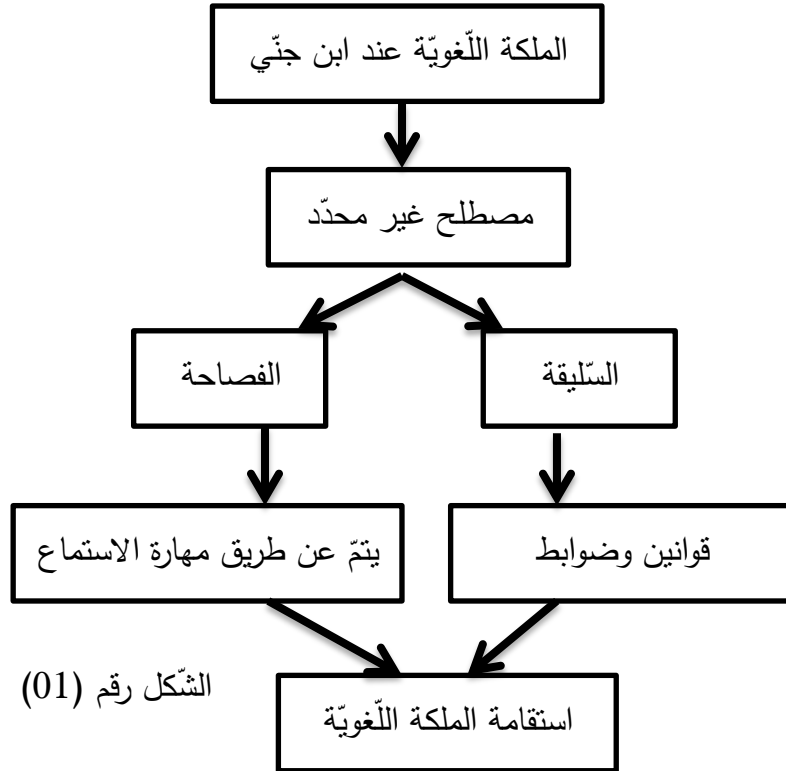 الملكة اللّغويّة عند ابن جنّي
مصطلح غير محدّد
السّليقة
الفصاحة
قوانين وضوابط
يتمّ عن طريق مهارة الاستماع
استقامة الملكة اللّغويّة
الشّكل رقم (01)